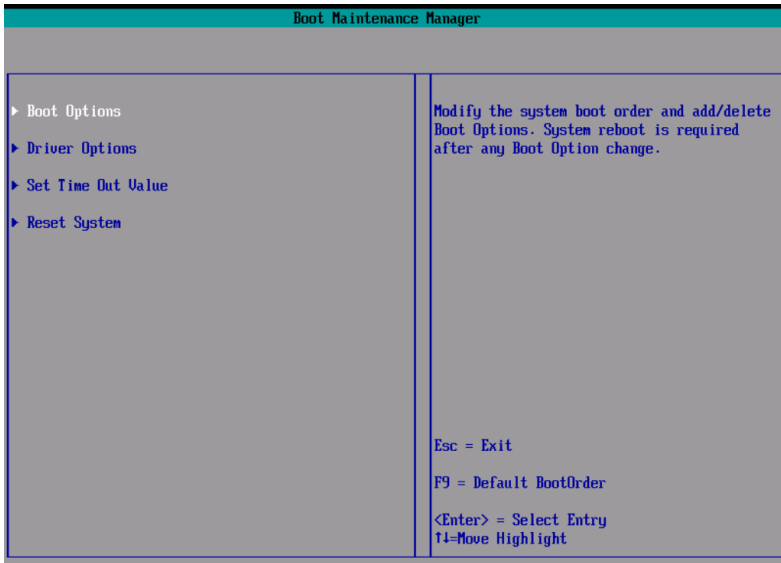 Boot Maintenance Manager
▶ Boot Options
▶ Driver Options
▶ Set Time Out Value
▶ Reset System
Modify the system boot order and add/delete
Boot Options. System reboot is required
after any Boot Option change.
Esc = Exit
F9 = Default BootOrder
<Enter> = Select Entry
↑↓=Move Highlight